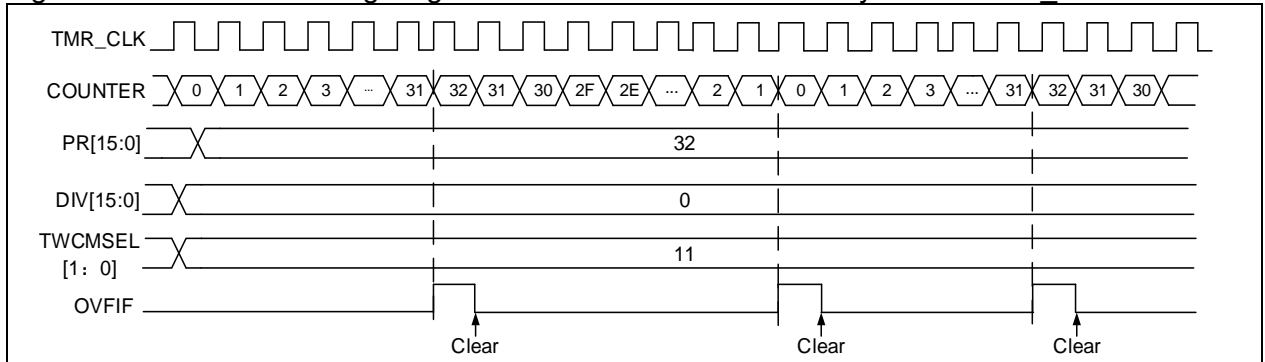 TMR_CLK
COUNTER 0 1 2 3 ... 31 32 31 30 2F 2E ... 2 1 0 1 2 3 ... 31 32 31 30
PR[15:0] 32
DIV[15:0] 0
TWCMSEL
[1：0] 11
OVFIF
Clear Clear Clear